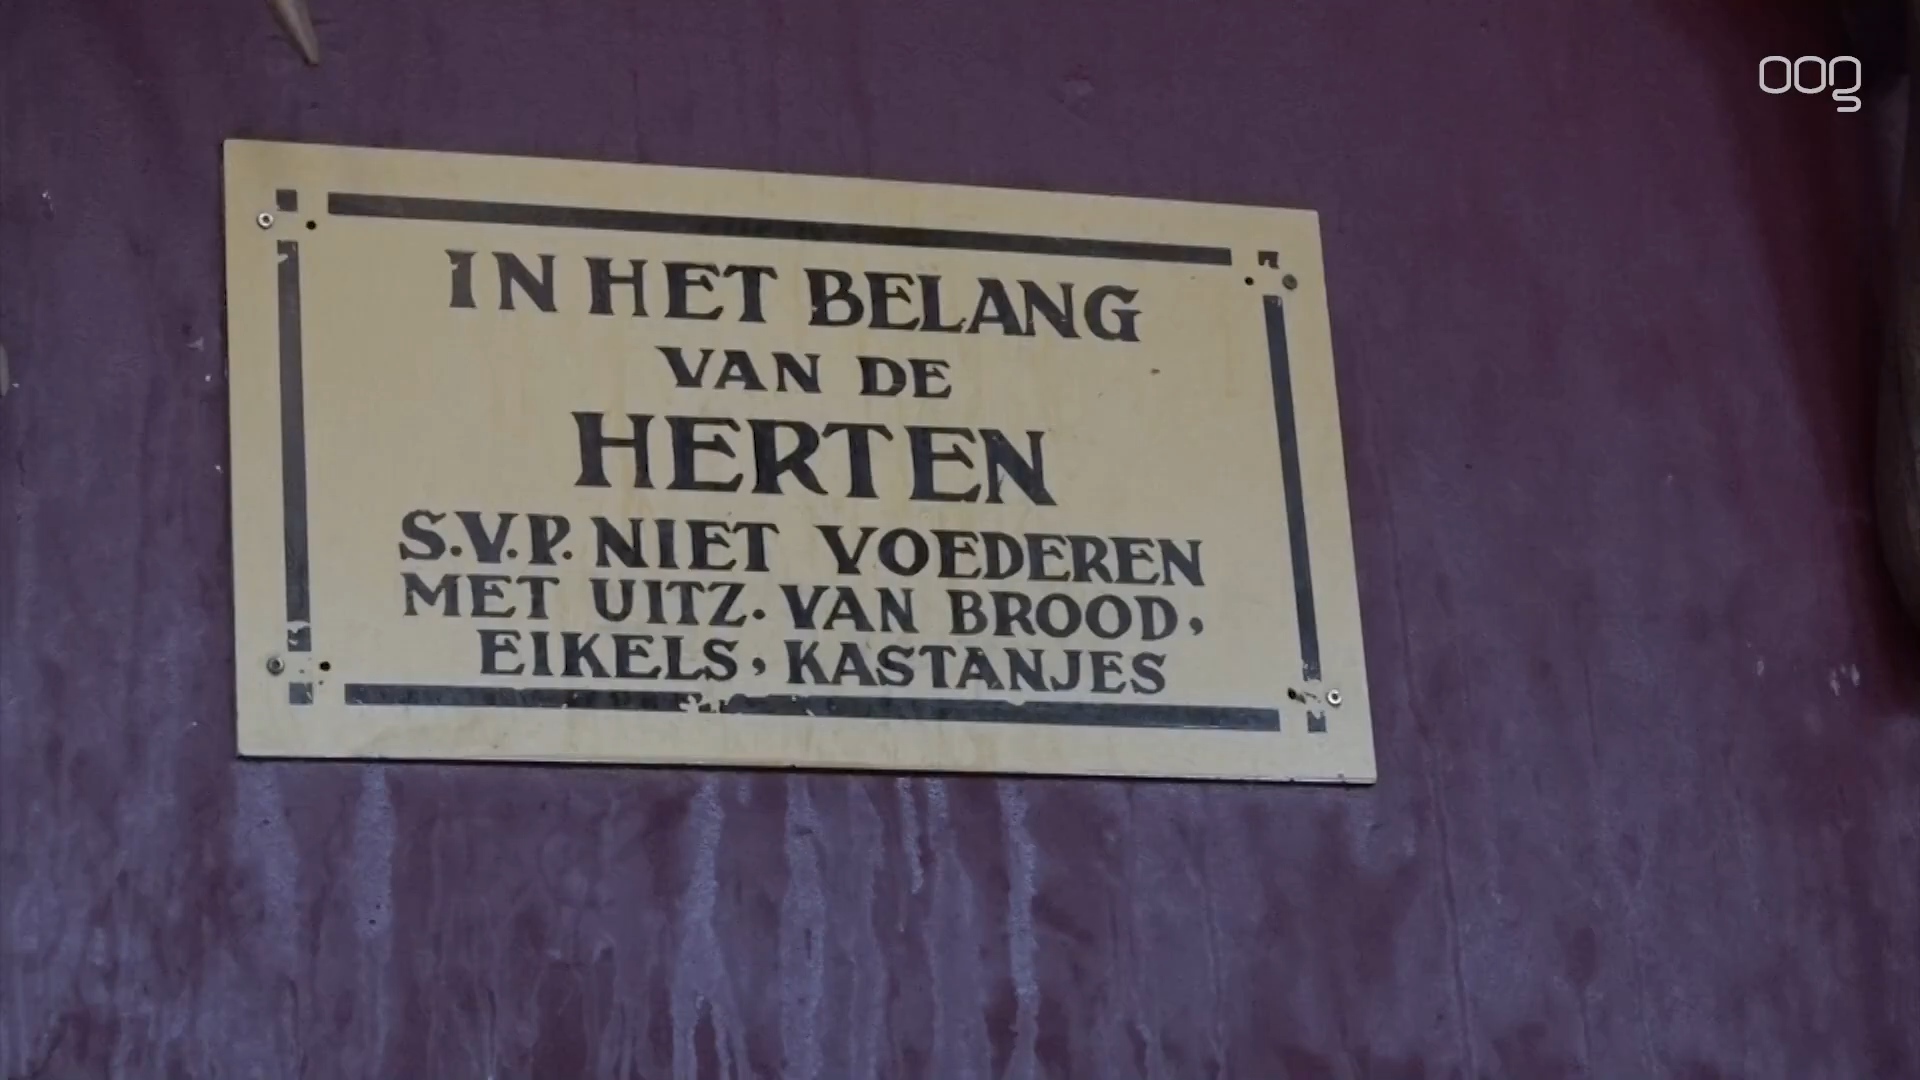 oog
IN HET BELANG
VAN DE
HERTEN
S.V.P. NIET VOEDEREN
MET UITZ. VAN BROOD,
EIKELS, KASTANJES